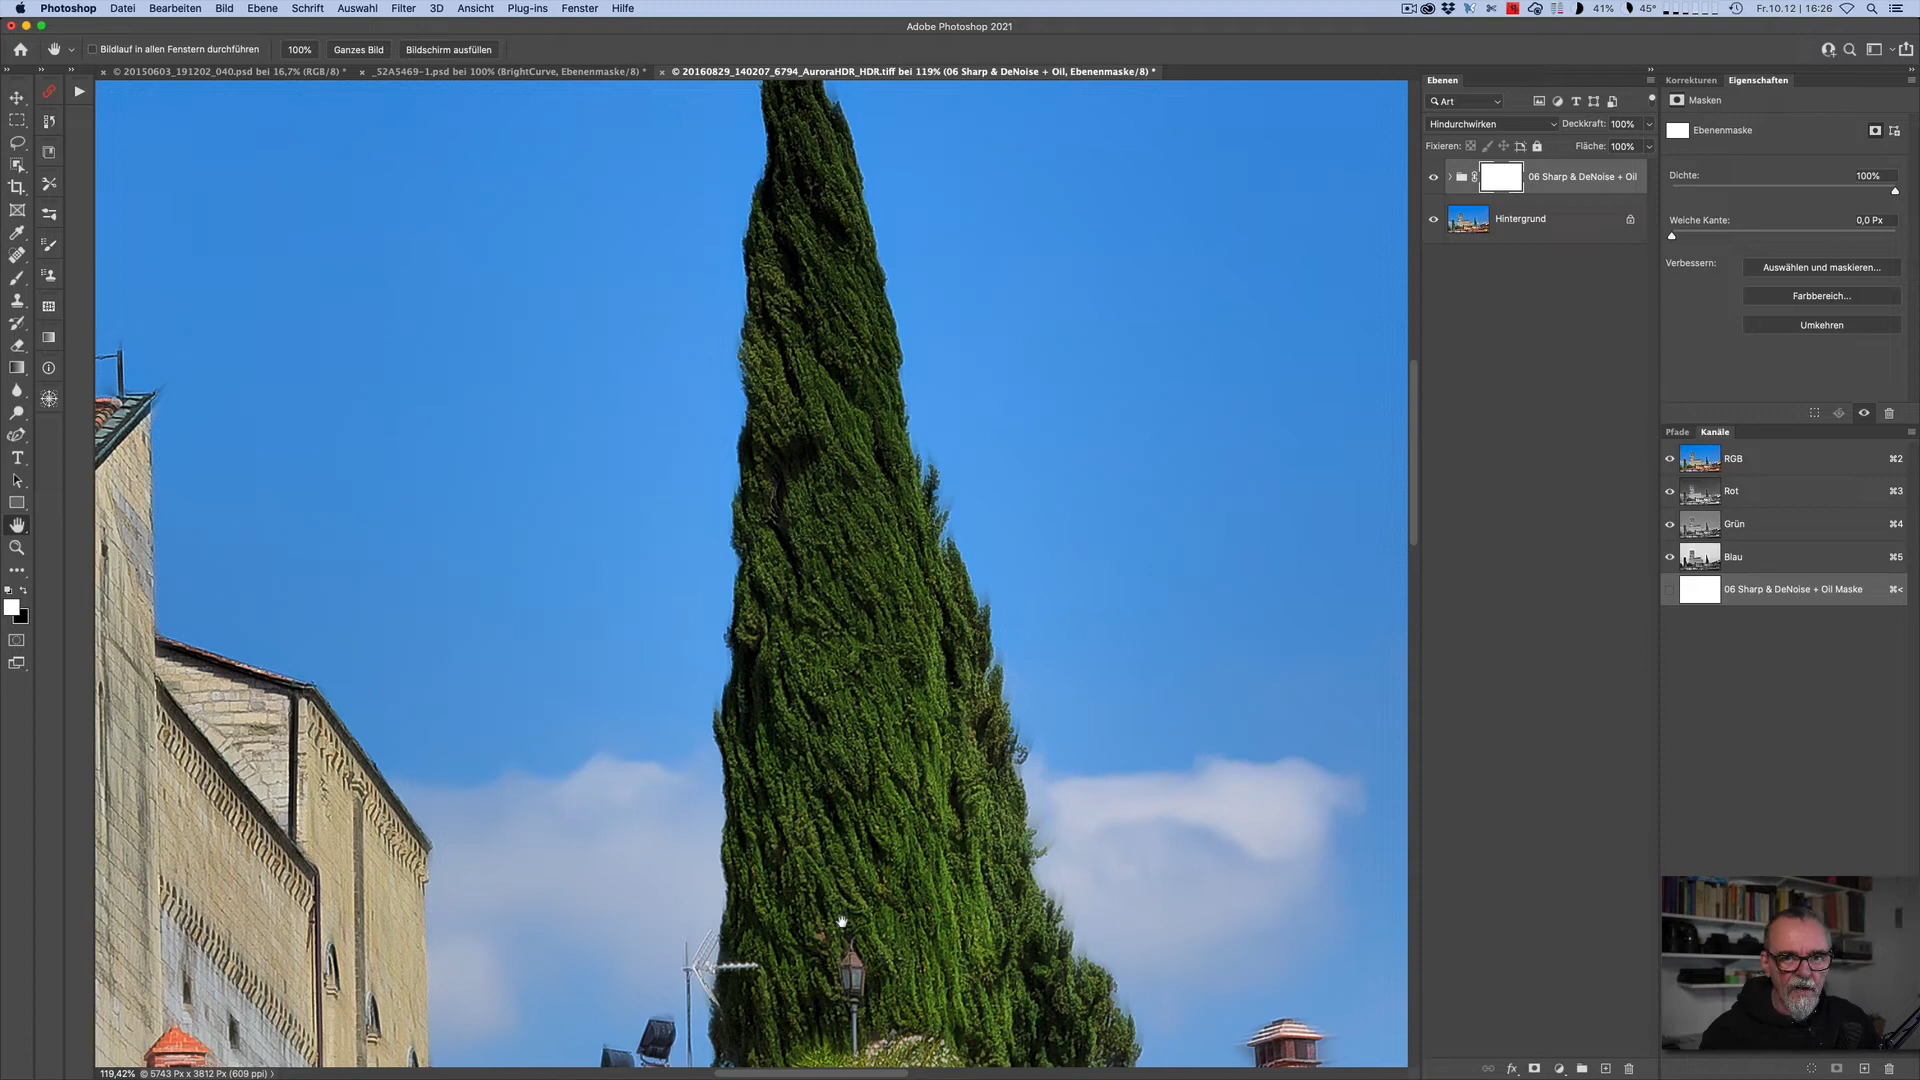 Photoshop Datei Bearbeiten Bild Ebene Schrift Auswahl Filter 3D Ansicht Plug-ins Fenster Hilfe 41% 45° Fr.10.12 | 16:26
Adobe Photoshop 2021
Bildlauf in allen Fenstern durchführen 100% Ganzes Bild Bildschirm ausfüllen
× © 20150603_191202_040.psd bei 16,7% (RGB/8) * × _52A5469-1.psd bei 100% (BrightCurve, Ebenenmaske/8) * × © 20160829_140207_6794_AuroraHDR_HDR.tiff bei 119% (06 Sharp & DeNoise + Oil, Ebenenmaske/8) *
Ebenen
Art
Hindurchwirken Deckkraft: 100%
Fixieren: Fläche: 100%
06 Sharp & DeNoise + Oil
Hintergrund
Korrekturen Eigenschaften
Masken
Ebenenmaske
Dichte: 100%
Weiche Kante: 0,0 Px
Verbessern: Auswählen und maskieren...
Farbbereich...
Umkehren
Pfade Kanäle
RGB ⌘2
Rot ⌘3
Grün ⌘4
Blau ⌘5
06 Sharp & DeNoise + Oil Maske ⌘<
119,42% © 5743 Px x 3812 Px (609 ppi) >
fx